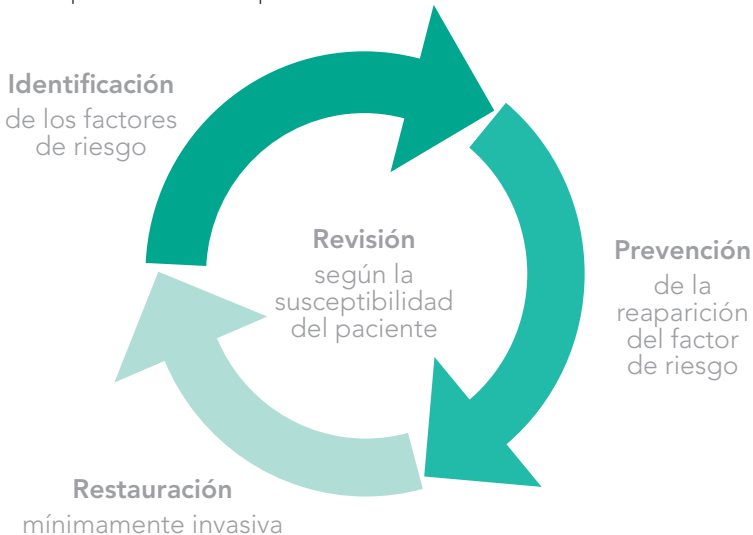 Identificación
de los factores
de riesgo
Revisión
según la
susceptibilidad
del paciente
Prevención
de la
reaparición
del factor
de riesgo
Restauración
mínimamente invasiva